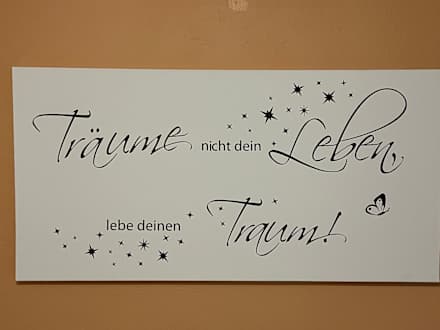 Träume nicht dein Leben,
lebe deinen Traum!